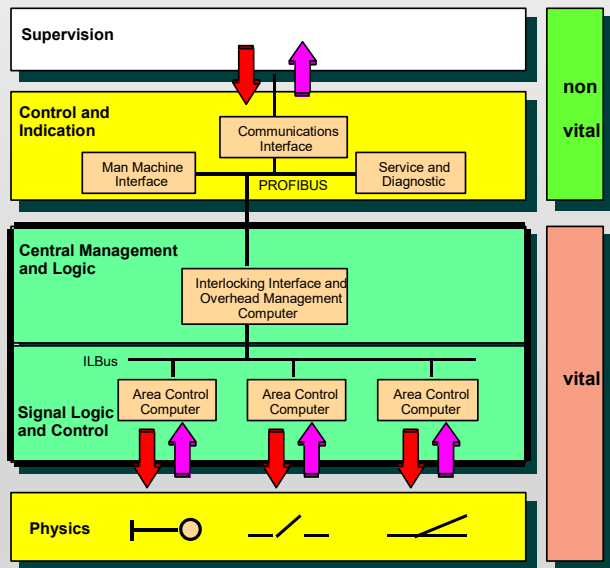 Supervision
non
vital
Control and
Indication
Communications
Interface
Man Machine
Interface
Service and
Diagnostic
PROFIBUS
Central Management
and Logic
Interlocking Interface and
Overhead Management
Computer
ILBus
vital
Area Control
Computer
Area Control
Computer
Area Control
Computer
Signal Logic
and Control
Physics